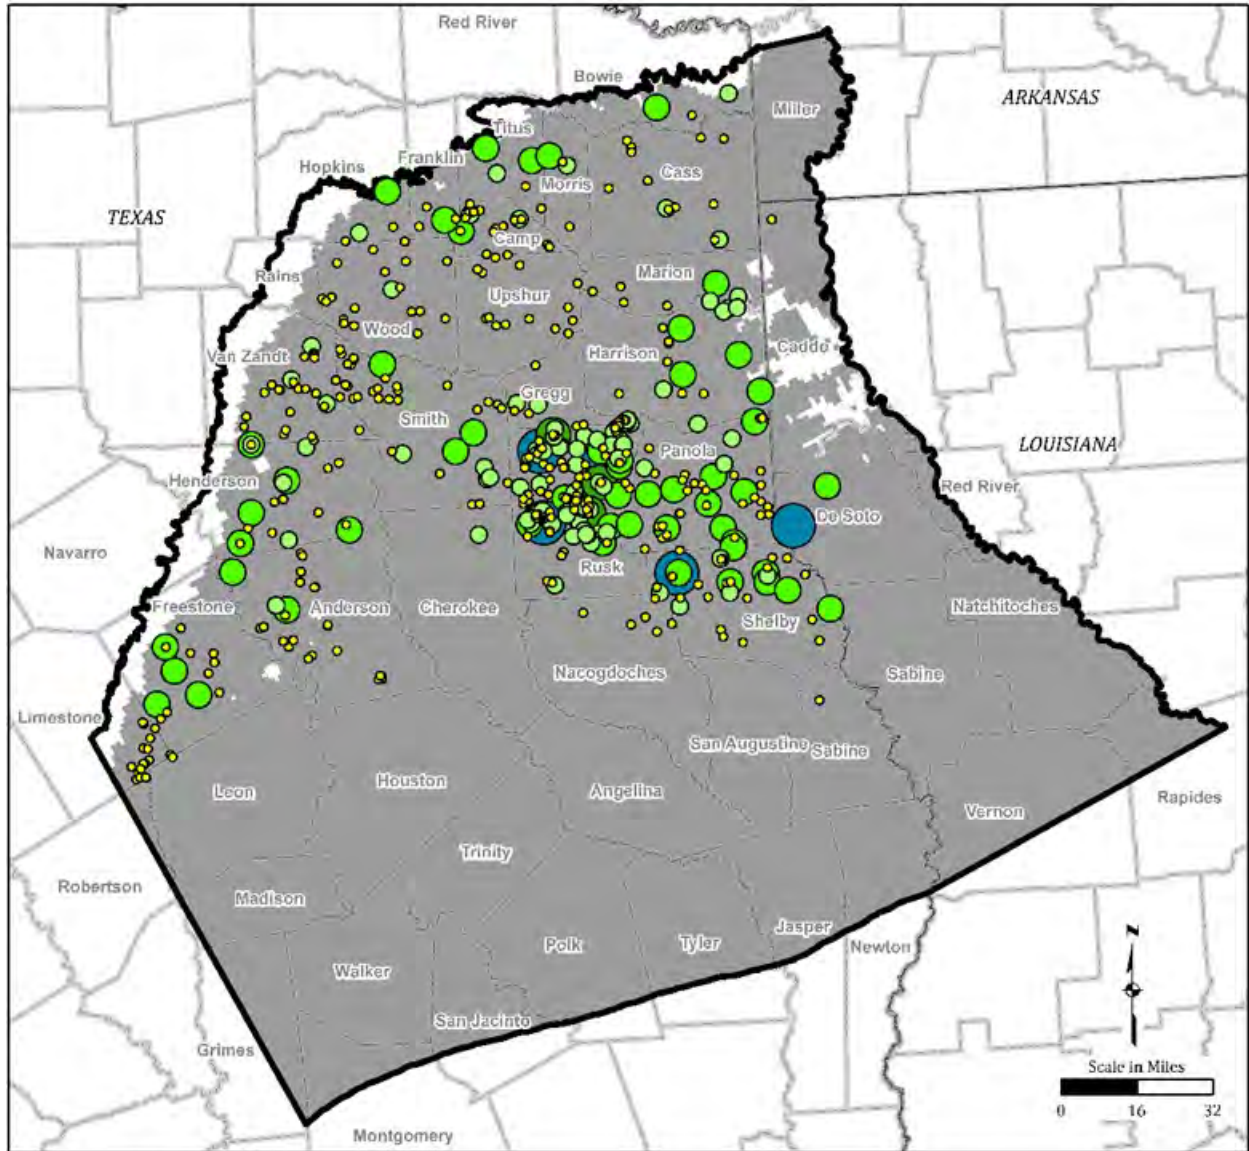 Red River
Bowie
ARKANSAS
Miller
Titus
Franklin
Hopkins
Cass
Morris
TEXAS
Camp
Rains
Marion
Upshur
Wood
Caddo
Van Zandt
Harrison
Gregg
Smith
LOUISIANA
Panola
Henderson
Red River
De Soto
Navarro
Rusk
Freestone
Anderson
Cherokee
Natchitoches
Shelby
Nacogdoches
Sabine
Limestone
San Augustine
Sabine
Houston
Leon
Angelina
Rapides
Vernon
Trinity
Robertson
Madison
Jasper
Polk
Tyler
Newton
N
Walker
San Jacinto
Grimes
Scale in Miles
0 16 32
Montgomery